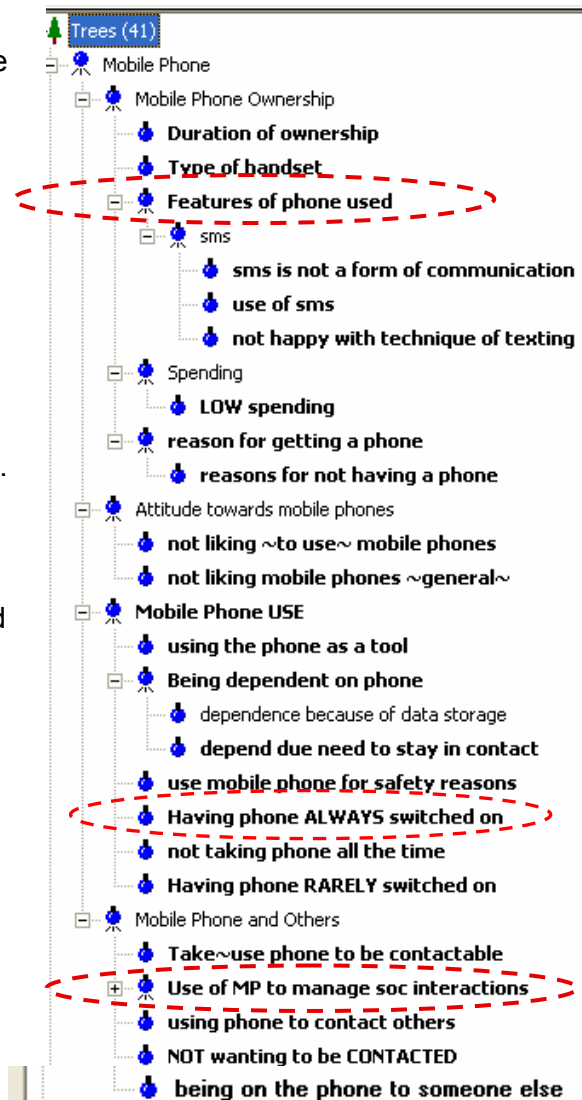 Trees (41)
e
Mobile Phone
Mobile Phone Ownership
Duration of ownership
Type of handset
Features of phone used
sms
sms is not a form of communication
use of sms
not happy with technique of texting
Spending
LOW spending
reason for getting a phone
.
reasons for not having a phone
Attitude towards mobile phones
not liking ~to use~ mobile phones
not liking mobile phones ~general~
Mobile Phone USE
using the phone as a tool
Being dependent on phone
dependence because of data storage
depend due need to stay in contact
use mobile phone for safety reasons
Having phone ALWAYS switched on
not taking phone all the time
Having phone RARELY switched on
Mobile Phone and Others
Take~use phone to be contactable
Use of MP to manage soc interactions
using phone to contact others
NOT wanting to be CONTACTED
being on the phone to someone else